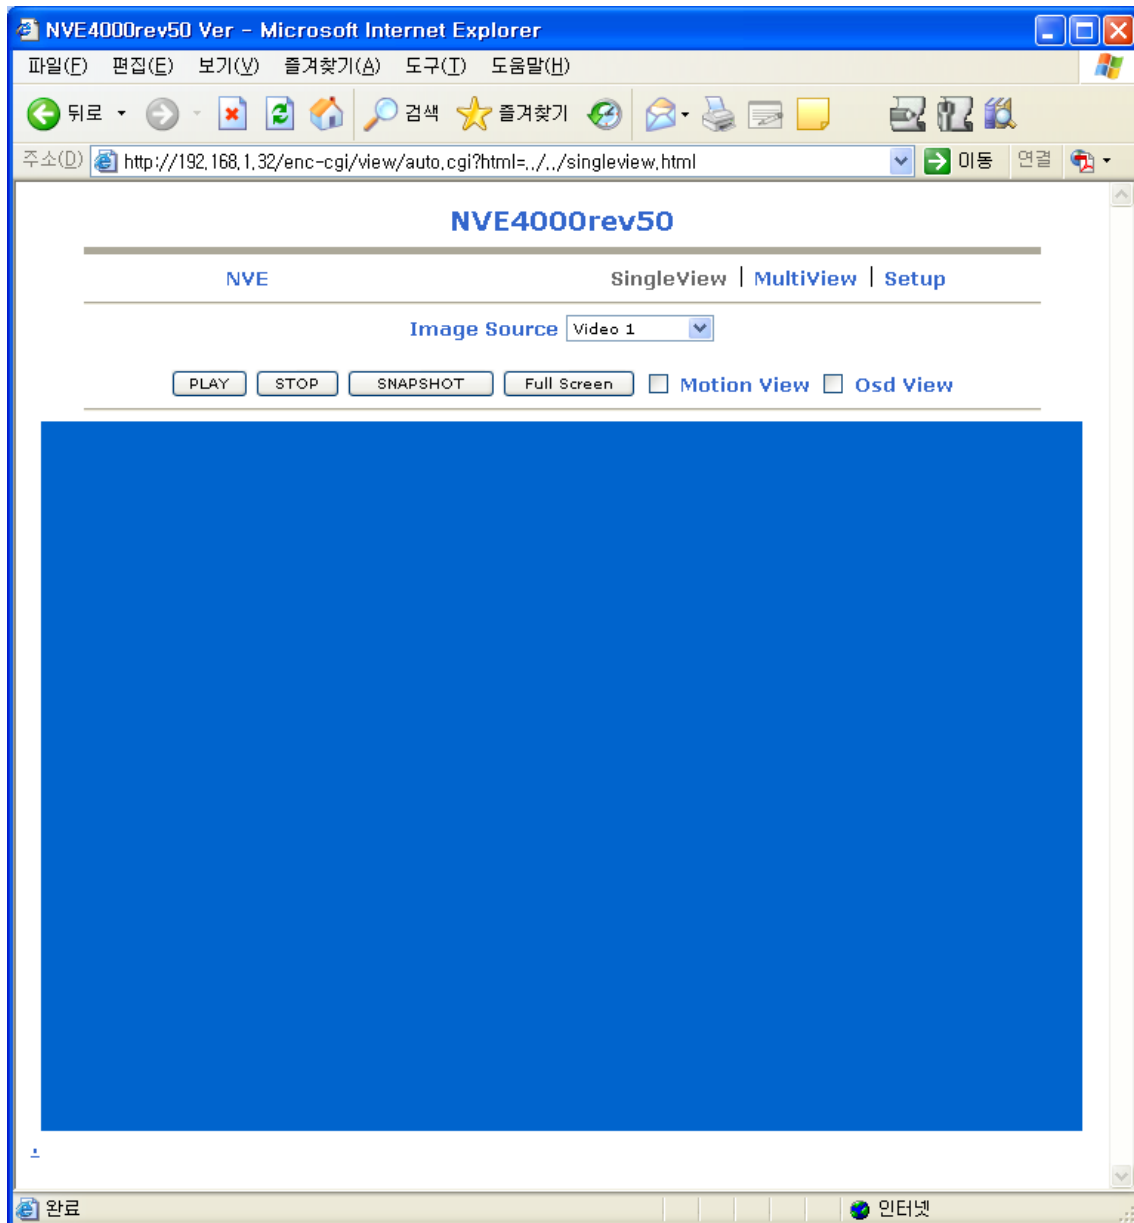 NVE4000rev50 Ver - Microsoft Internet Explorer
파일(F) 편집(E) 보기(V) 즐겨찾기(A) 도구(T) 도움말(H)
뒤로 검색 즐겨찾기
주소(D) http://192,168,1,32/enc-cgi/view/auto,cgi?html=,,/,,/singleview,html 이동 연결
NVE4000rev50
NVE SingleView | MultiView | Setup
Image Source Video 1
PLAY STOP SNAPSHOT Full Screen Motion View Osd View
완료 인터넷